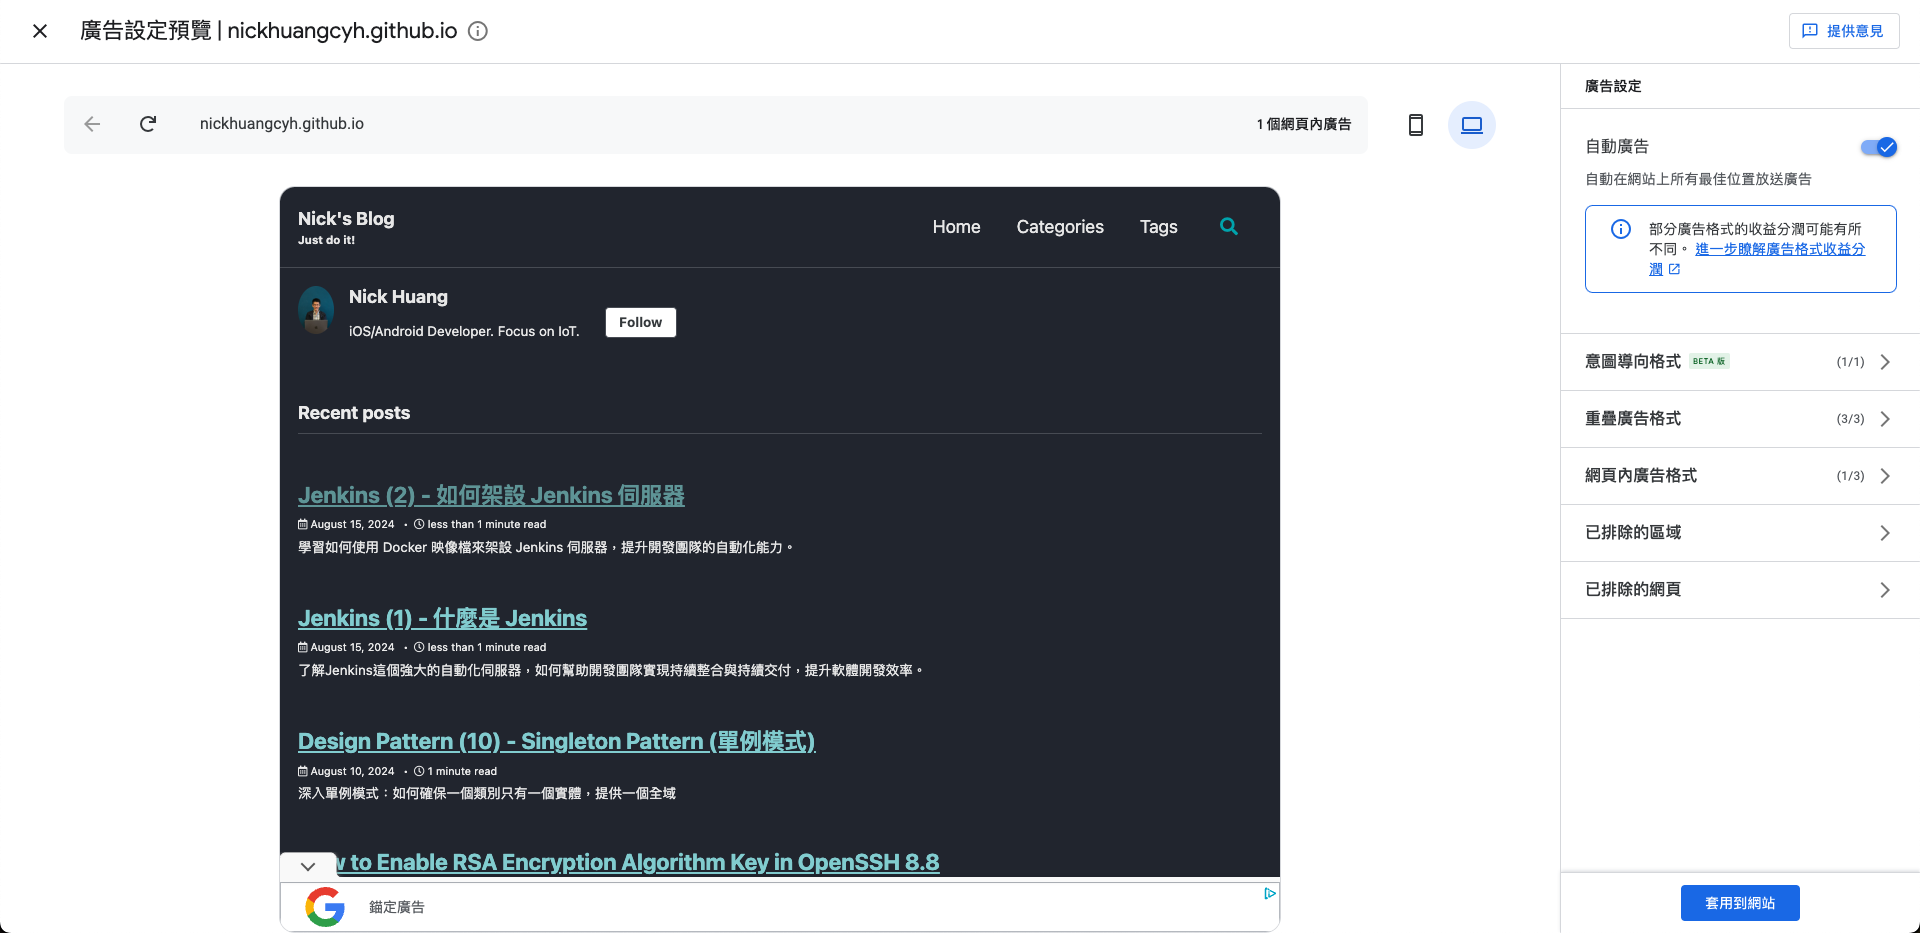 廣告設定預覽 | nickhuangcyh.github.io
提供意見
nickhuangcyh.github.io
1 個網頁內廣告
Nick's Blog
Just do it!
Home
Categories
Tags
Nick Huang
iOS/Android Developer. Focus on IoT.
Follow
Recent posts
Jenkins (2) - 如何架設 Jenkins 伺服器
August 15, 2024 • less than 1 minute read
學習如何使用 Docker 映像檔來架設 Jenkins 伺服器，提升開發團隊的自動化能力。
Jenkins (1) - 什麼是 Jenkins
August 15, 2024 • less than 1 minute read
了解Jenkins這個強大的自動化伺服器，如何幫助開發團隊實現持續整合與持續交付，提升軟體開發效率。
Design Pattern (10) - Singleton Pattern (單例模式)
August 10, 2024 • 1 minute read
深入單例模式：如何確保一個類別只有一個實體，提供一個全域
to Enable RSA Encryption Algorithm Key in OpenSSH 8.8
錨定廣告
廣告設定
自動廣告
自動在網站上所有最佳位置放送廣告
部分廣告格式的收益分潤可能有所
不同。 進一步瞭解廣告格式收益分
潤
意圖導向格式 BETA 版 (1/1)
重疊廣告格式 (3/3)
網頁內廣告格式 (1/3)
已排除的區域
已排除的網頁
套用到網站